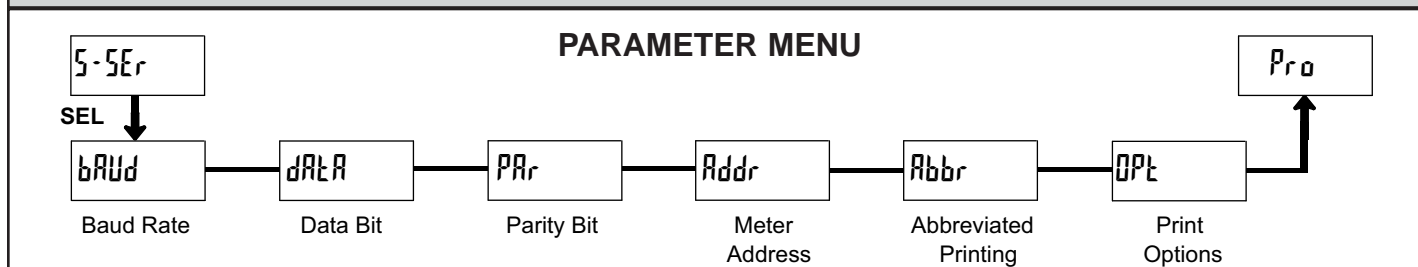 PARAMETER MENU
5-SEr
Pro
SEL
bAUd
dAtA
PAr
Addr
Abbr
OPt
Baud Rate
Data Bit
Parity Bit
Meter
Address
Abbreviated
Printing
Print
Options